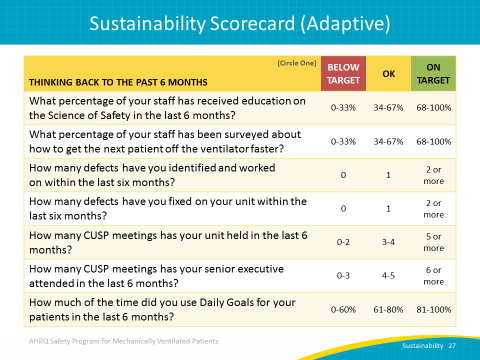 Sustainability Scorecard (Adaptive)
(Circle One)
THINKING BACK TO THE PAST 6 MONTHS
BELOW
TARGET
OK
ON
TARGET
What percentage of your staff has received education on
the Science of Safety in the last 6 months?
0-33%
34-67%
68-100%
What percentage of your staff has been surveyed about
how to get the next patient off the ventilator faster?
0-33%
34-67%
68-100%
How many defects have you identified and worked
on within the last six months?
0
1
2 or
more
How many defects have you fixed on your unit within the
last six months?
0
1
2 or
more
How many CUSP meetings has your unit held in the last 6
months?
0-2
3-4
5 or
more
How many CUSP meetings has your senior executive
attended in the last 6 months?
0-3
4-5
6 or
more
How much of the time did you use Daily Goals for your
patients in the last 6 months?
0-60%
61-80%
81-100%
AHRQ Safety Program for Mechanically Ventilated Patients
Sustainability 27